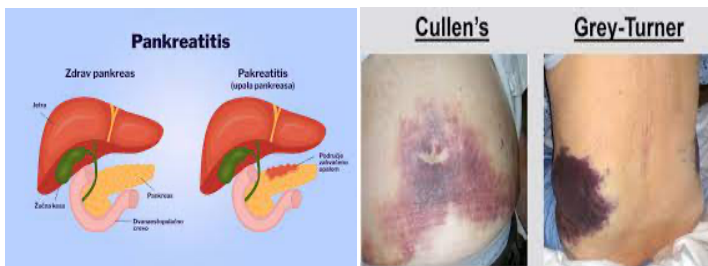 Pankreatitis
Zdrav pankreas
Pakreatitis
(upala pankreasa)
Jetra
Žučna kesa
Pankreas
Dvanaestopalačno
crevo
Područje
zahvaćeno
upalom
Cullen's
Grey-Turner